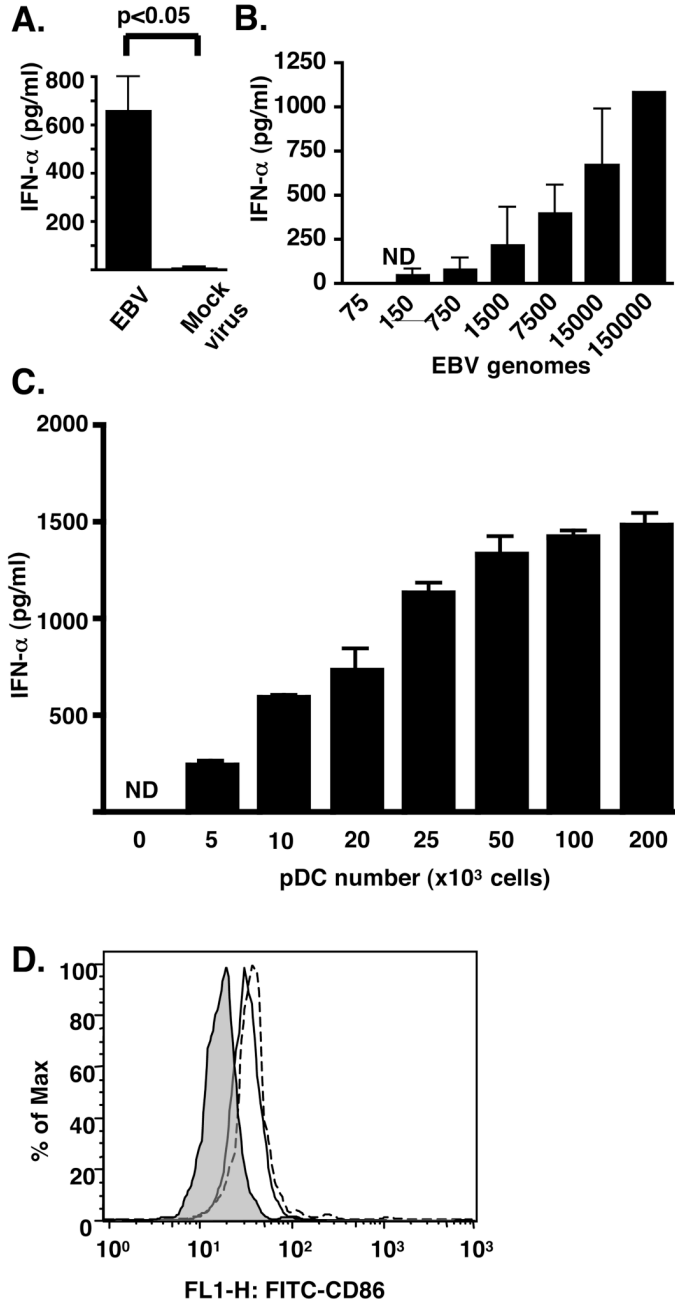 A.
p<0.05
IFN-α (pg/ml)
800
600
400
200
EBV
Mock
virus
B.
IFN-α (pg/ml)
1250
1000
750
500
250
0
ND
75
150
750
1500
7500
15000
150000
EBV genomes
C.
IFN-α (pg/ml)
2000
1500
1000
500
ND
0 5 10 20 25 50 100 200
pDC number (x10³ cells)
D.
% of Max
100
80
60
40
20
0
10⁰ 10¹ 10² 10³ 10³
FL1-H: FITC-CD86